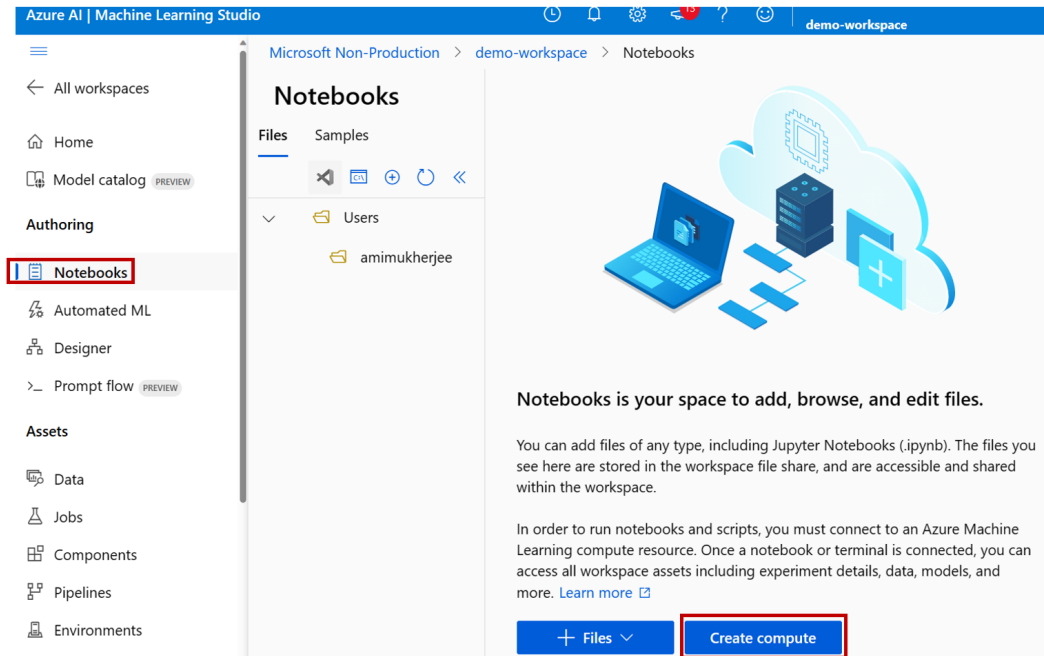 Azure AI | Machine Learning Studio
13
demo-workspace
Microsoft Non-Production > demo-workspace > Notebooks
All workspaces
Home
Model catalog PREVIEW
Authoring
Notebooks
Automated ML
Designer
Prompt flow PREVIEW
Assets
Data
Jobs
Components
Pipelines
Environments
Notebooks
Files Samples
Users
amimukherjee
Notebooks is your space to add, browse, and edit files.
You can add files of any type, including Jupyter Notebooks (.ipynb). The files you
see here are stored in the workspace file share, and are accessible and shared
within the workspace.
In order to run notebooks and scripts, you must connect to an Azure Machine
Learning compute resource. Once a notebook or terminal is connected, you can
access all workspace assets including experiment details, data, models, and
more. Learn more
Files
Create compute